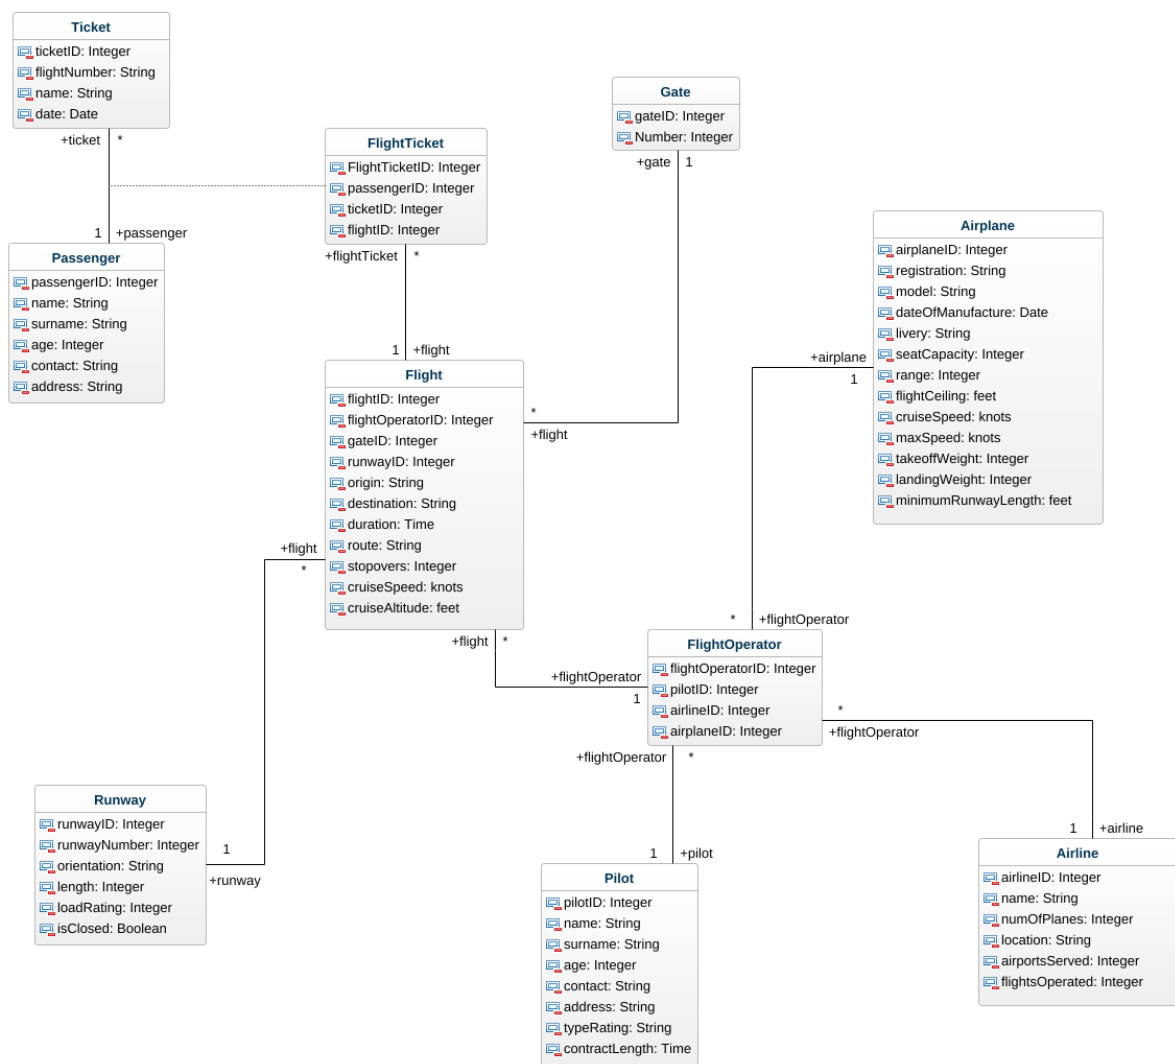 Ticket
ticketID: Integer
flightNumber: String
name: String
date: Date
+ticket *
1 +passenger
Passenger
passengerID: Integer
name: String
surname: String
age: Integer
contact: String
address: String
FlightTicket
FlightTicketID: Integer
passengerID: Integer
ticketID: Integer
flightID: Integer
+flightTicket *
1 +flight
Gate
gateID: Integer
Number: Integer
+gate 1
Flight
flightID: Integer
flightOperatorID: Integer
gateID: Integer
runwayID: Integer
origin: String
destination: String
duration: Time
route: String
stopovers: Integer
cruiseSpeed: knots
cruiseAltitude: feet
*
+flight
+flight
*
+flight *
Airplane
airplaneID: Integer
registration: String
model: String
dateOfManufacture: Date
livery: String
seatCapacity: Integer
range: Integer
flightCeiling: feet
cruiseSpeed: knots
maxSpeed: knots
takeoffWeight: Integer
landingWeight: Integer
minimumRunwayLength: feet
+airplane
1
* +flightOperator
+flightOperator
1
FlightOperator
flightOperatorID: Integer
pilotID: Integer
airlineID: Integer
airplaneID: Integer
*
+flightOperator
+flightOperator *
Runway
runwayID: Integer
runwayNumber: Integer
orientation: String
length: Integer
loadRating: Integer
isClosed: Boolean
1
+runway
1 +pilot
Pilot
pilotID: Integer
name: String
surname: String
age: Integer
contact: String
address: String
typeRating: String
contractLength: Time
1 +airline
Airline
airlineID: Integer
name: String
numOfPlanes: Integer
location: String
airportsServed: Integer
flightsOperated: Integer